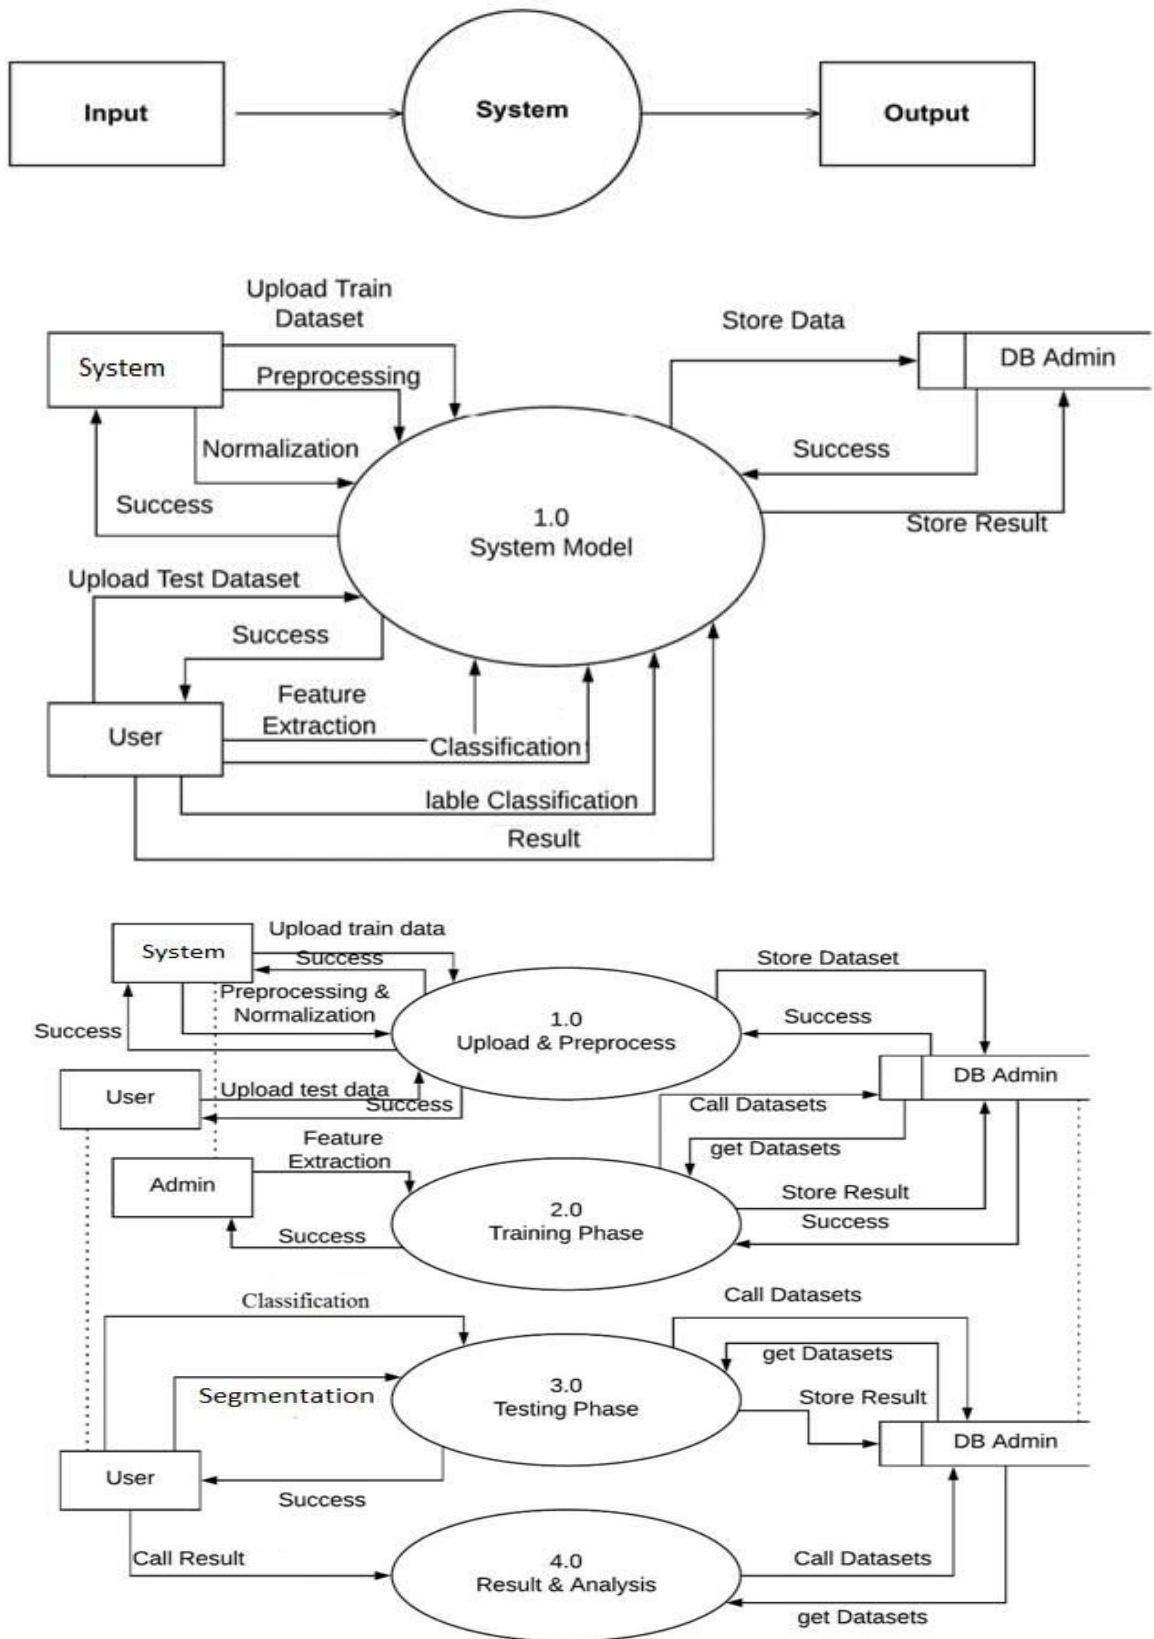 Input
System
Output
Upload Train
Dataset
System
Preprocessing
Normalization
Success
Store Data
DB Admin
Success
Store Result
1.0
System Model
Upload Test Dataset
Success
Feature
Extraction
User
Classification
lable Classification
Result
Upload train data
System
Success
Preprocessing &
Normalization
Success
1.0
Upload & Preprocess
Store Dataset
Success
DB Admin
User
Upload test data
Success
Call Datasets
get Datasets
Feature
Extraction
Admin
Success
2.0
Training Phase
Store Result
Success
Classification
Call Datasets
get Datasets
Segmentation
3.0
Testing Phase
Store Result
DB Admin
User
Success
Call Result
4.0
Result & Analysis
Call Datasets
get Datasets